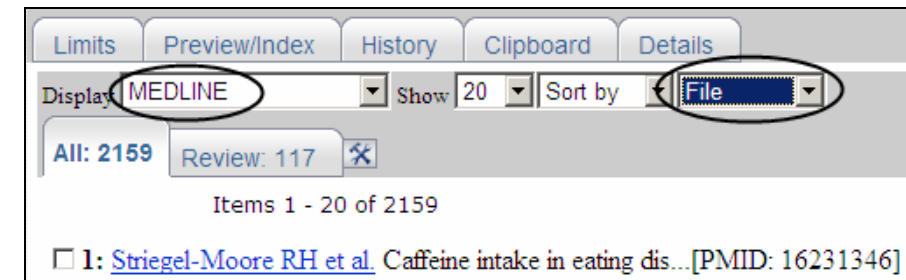 Limits Preview/Index History Clipboard Details
Display MEDLINE Show 20 Sort by File
All: 2159 Review: 117
Items 1 - 20 of 2159
1: Striegel-Moore RH et al. Caffeine intake in eating dis...[PMID: 16231346]